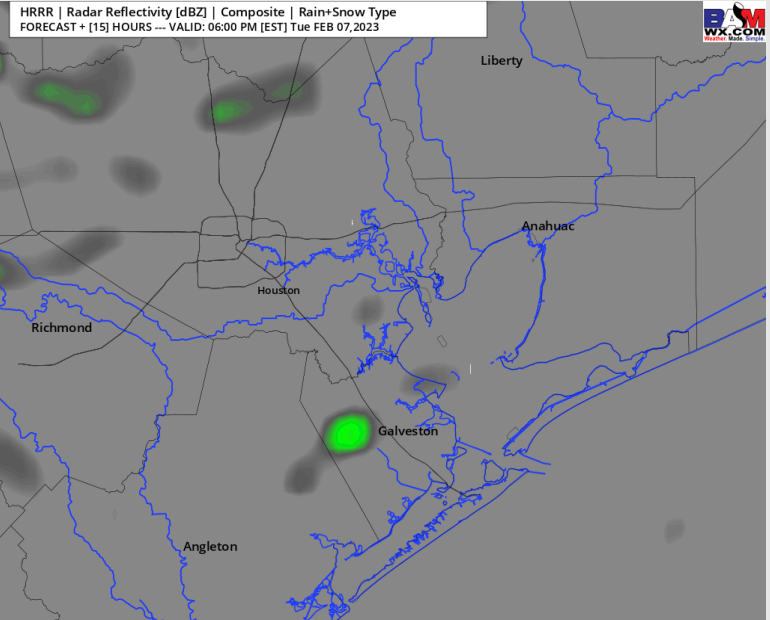 HRRR | Radar Reflectivity [dBZ] | Composite | Rain+Snow Type
FORECAST + [15] HOURS --- VALID: 06:00 PM [EST] Tue FEB 07,2023
BAM
WX.COM
Weather. Made. Simple.
Liberty
Anahuac
Houston
Richmond
Galveston
Angleton